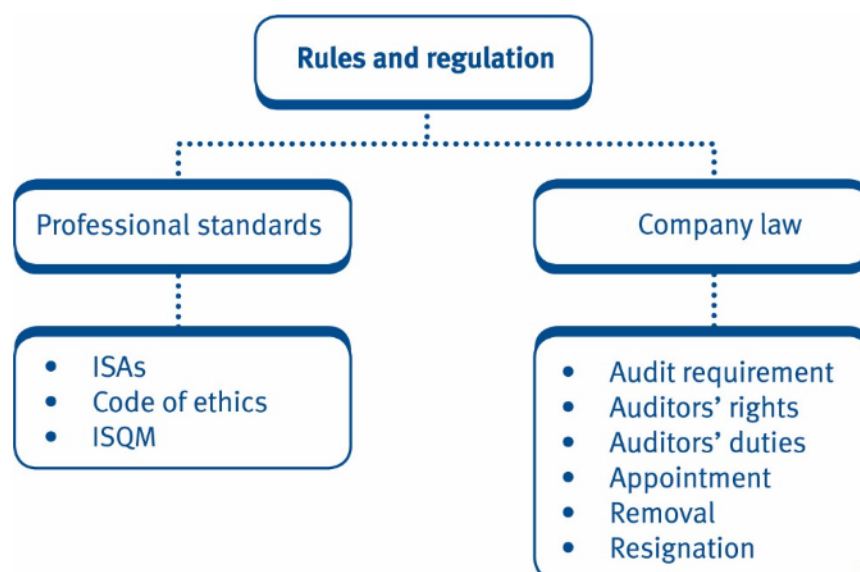 Rules and regulation
Professional standards
Company law
• ISAs
• Code of ethics
• ISQM
• Audit requirement
• Auditors’ rights
• Auditors’ duties
• Appointment
• Removal
• Resignation